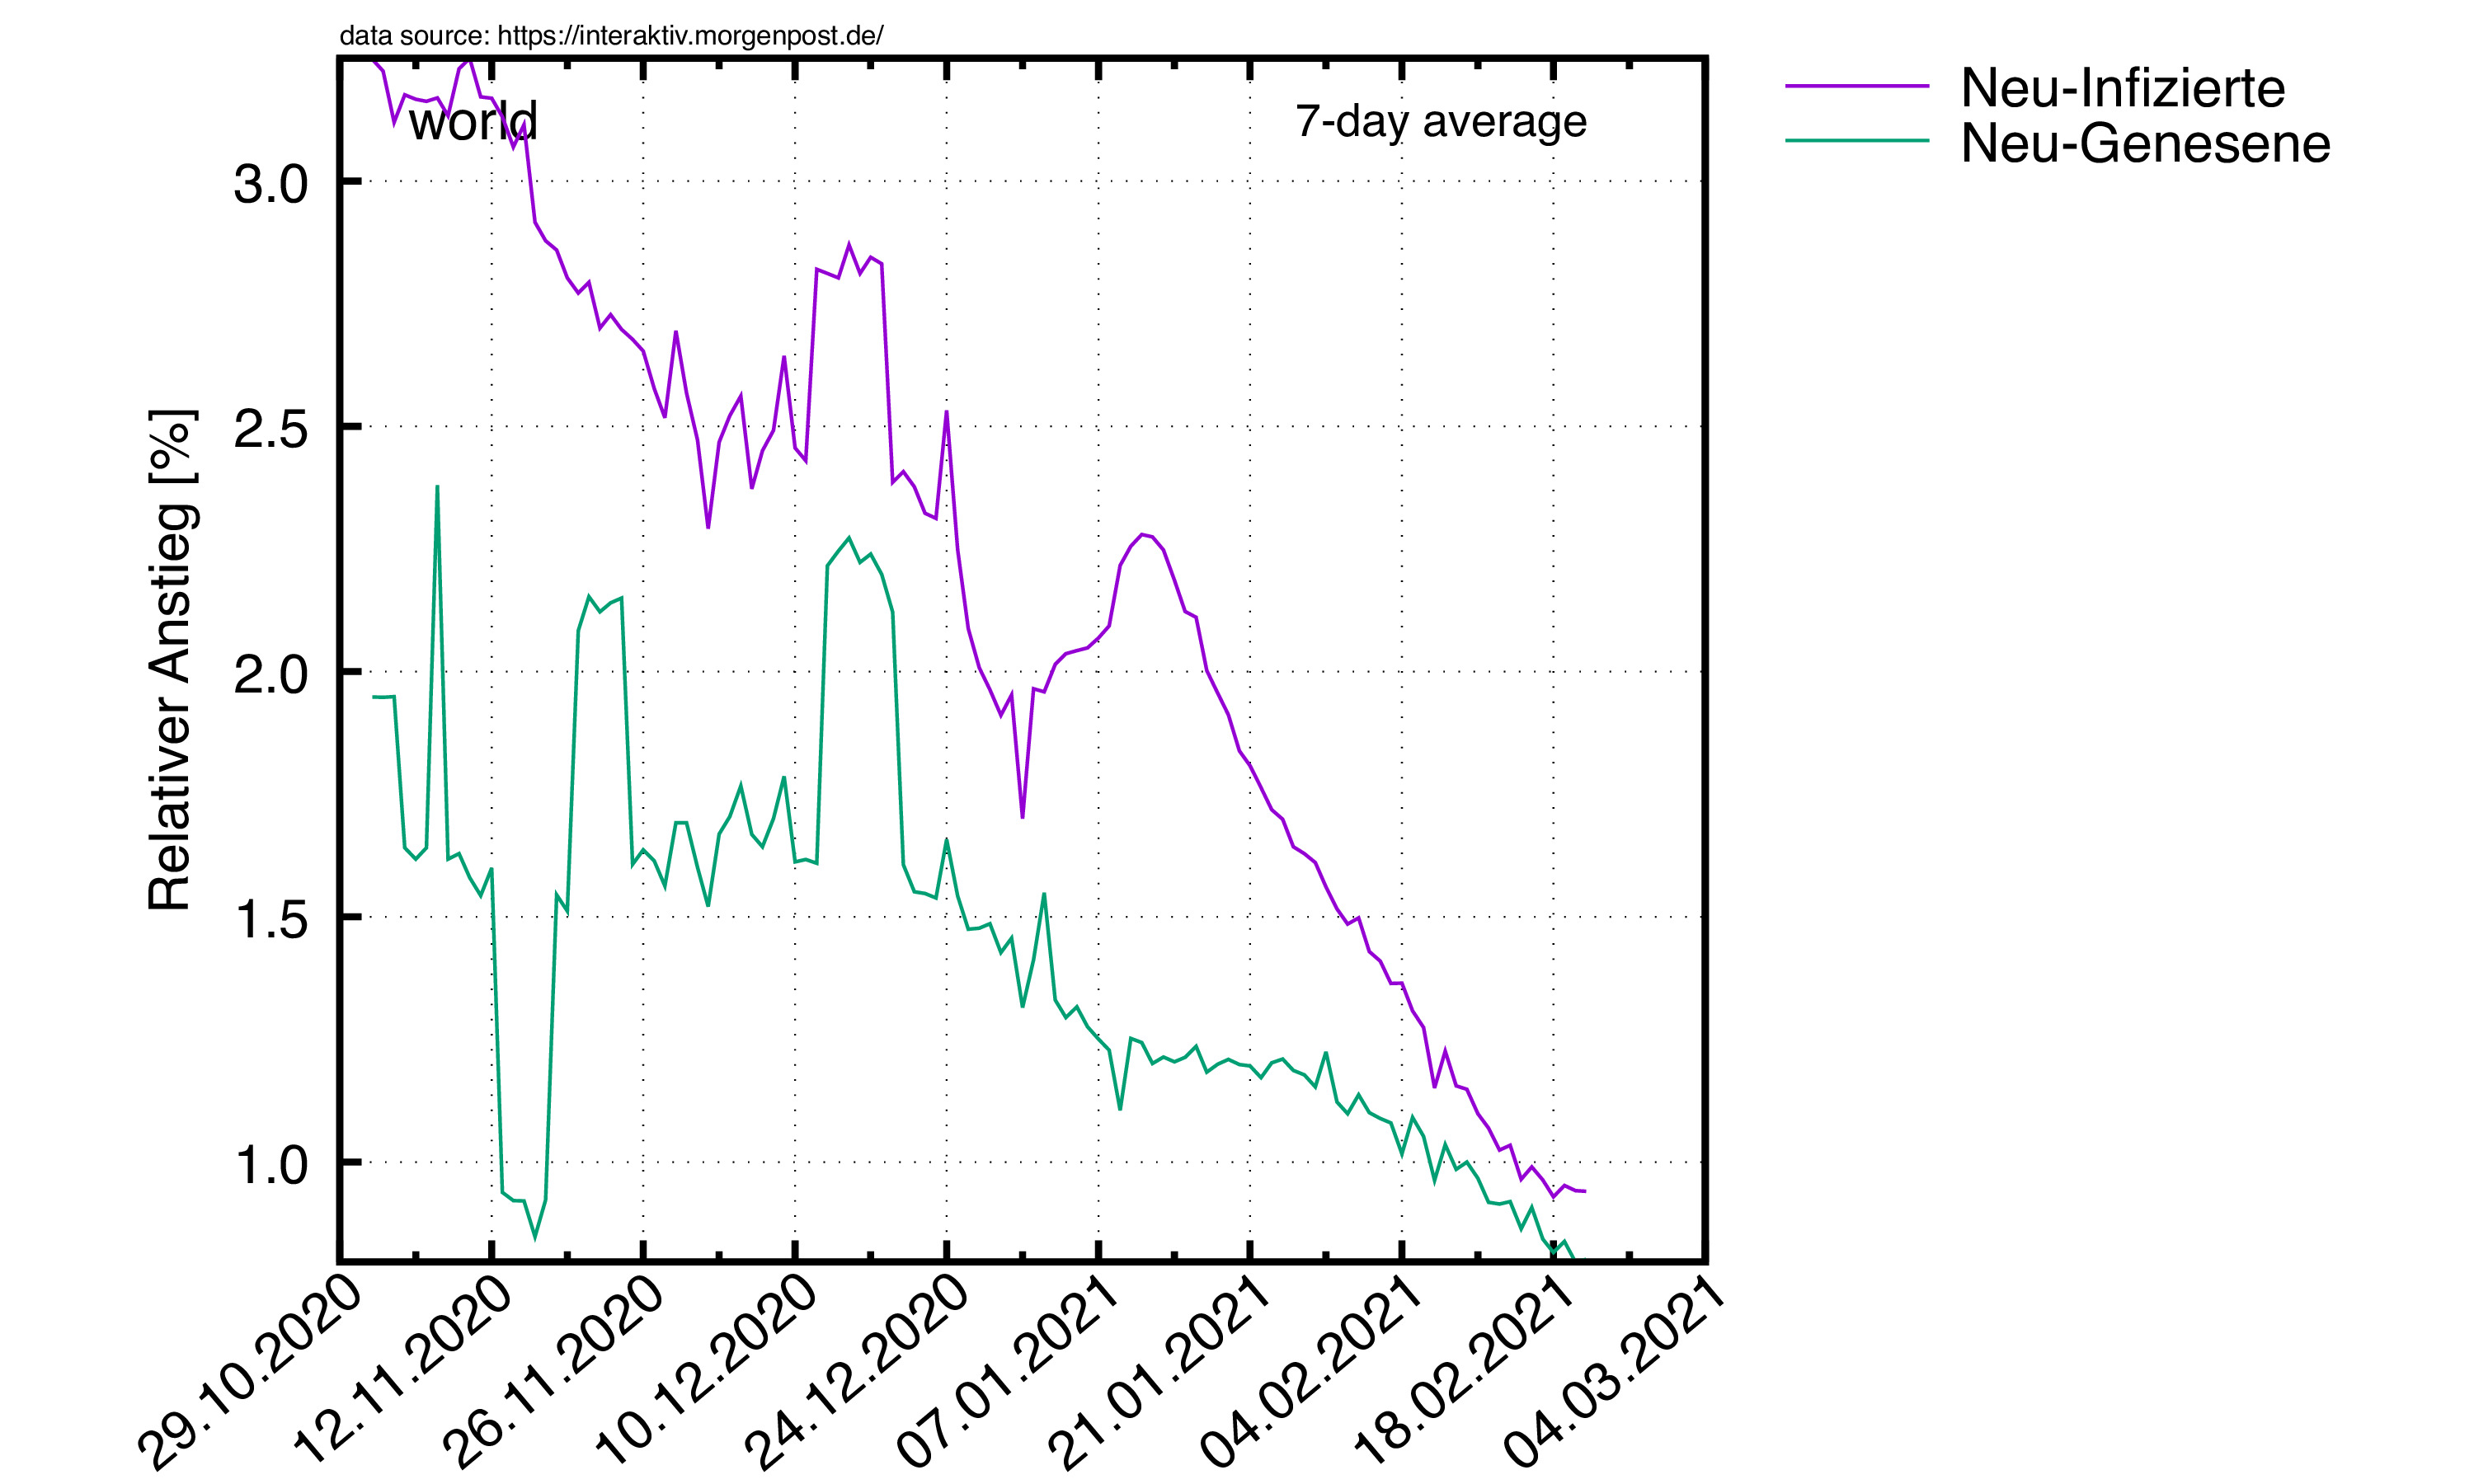 data source: https://interaktiv.morgenpost.de/
world
7-day average
Neu-Infizierte
Neu-Genesene
Relativer Anstieg [%]
3.0
2.5
2.0
1.5
1.0
29.10.2020
12.11.2020
26.11.2020
10.12.2020
24.12.2020
07.01.2021
21.01.2021
04.02.2021
18.02.2021
04.03.2021